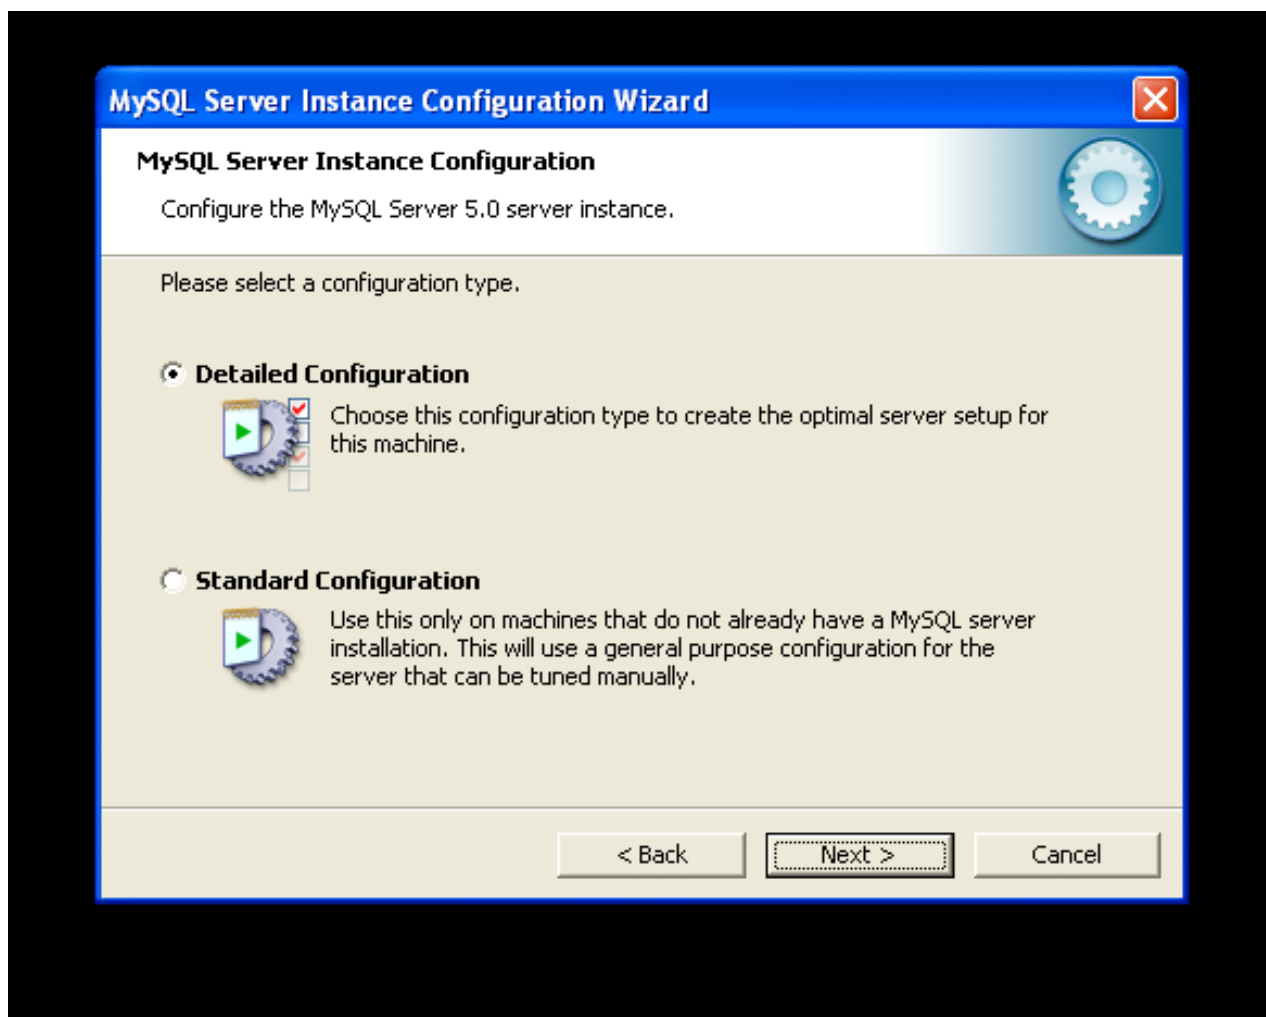 MySQL Server Instance Configuration Wizard
MySQL Server Instance Configuration
Configure the MySQL Server 5.0 server instance.
Please select a configuration type.
Detailed Configuration
Choose this configuration type to create the optimal server setup for
this machine.
Standard Configuration
Use this only on machines that do not already have a MySQL server
installation. This will use a general purpose configuration for the
server that can be tuned manually.
< Back
Next >
Cancel